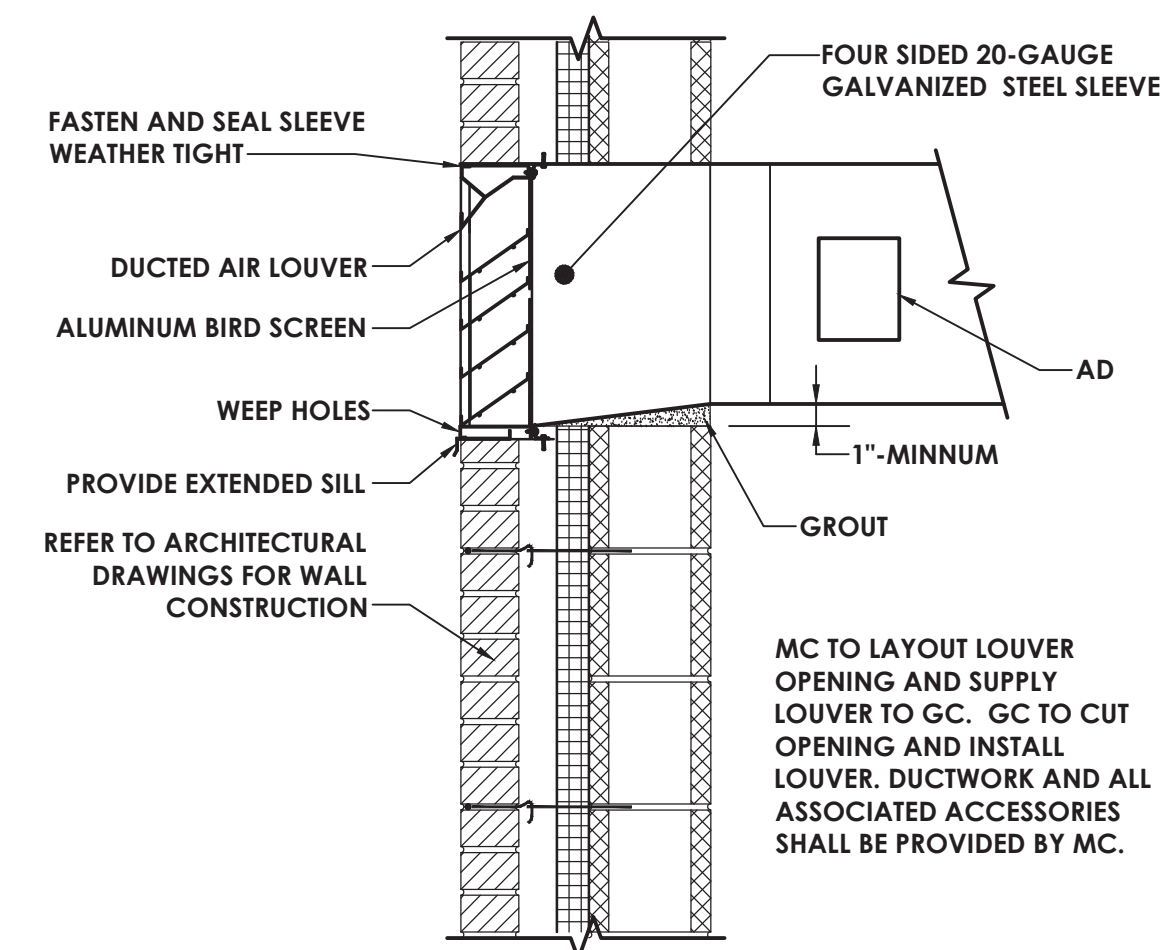 FOUR SIDED 20-GAUGE
GALVANIZED STEEL SLEEVE
FASTEN AND SEAL SLEEVE
WEATHER TIGHT
DUCTED AIR LOUVER
ALUMINUM BIRD SCREEN
AD
WEEP HOLES
1"-MINNUM
PROVIDE EXTENDED SILL
GROUT
REFER TO ARCHITECTURAL
DRAWINGS FOR WALL
CONSTRUCTION
MC TO LAYOUT LOUVER
OPENING AND SUPPLY
LOUVER TO GC. GC TO CUT
OPENING AND INSTALL
LOUVER. DUCTWORK AND ALL
ASSOCIATED ACCESSORIES
SHALL BE PROVIDED BY MC.